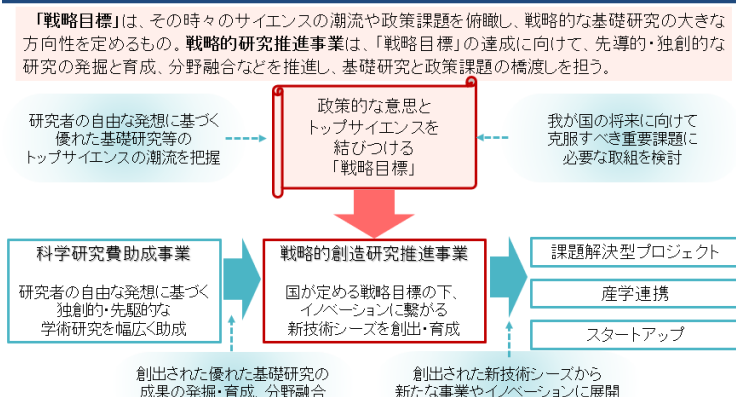 「戦略目標」は、その時々のサイエンスの潮流や政策課題を俯瞰し、戦略的な基礎研究の大きな
方向性を定めるもの。戦略的研究推進事業は、「戦略目標」の達成に向けて、先導的・独創的な
研究の発掘と育成、分野融合などを推進し、基礎研究と政策課題の橋渡しを担う。
研究者の自由な発想に基づく
優れた基礎研究等の
トップサイエンスの潮流を把握
政策的な意思と
トップサイエンスを
結びつける
「戦略目標」
我が国の将来に向けて
克服すべき重要課題に
必要な取組を検討
科学研究費助成事業
研究者の自由な発想に基づく
独創的・先駆的な
学術研究を幅広く助成
戦略的創造研究推進事業
国が定める戦略目標の下、
イノベーションに繋がる
新技術シーズを創出・育成
課題解決型プロジェクト
産学連携
スタートアップ
創出された優れた基礎研究の
成果の発掘・育成、分野融合
創出された新技術シーズから
新たな事業やイノベーションに展開